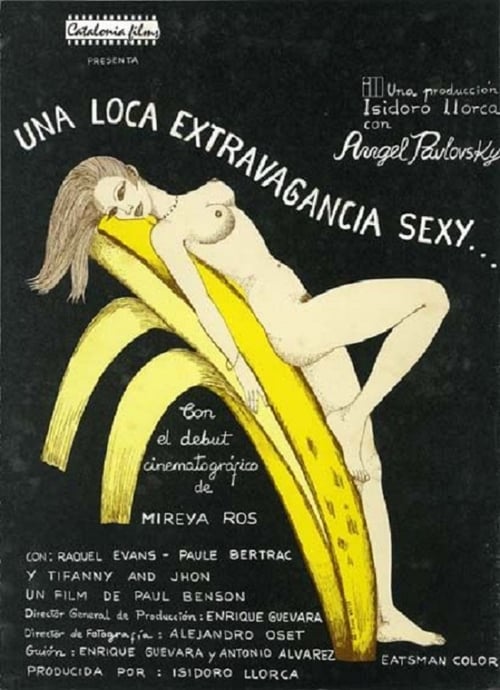 Catalonia films
PRESENTA
Una producción
Isidoro Llorca
con
Angel Pavlovsky
UNA LOCA EXTRAVAGANCIA SEXY...
Con
el debut
cinematográfico
de
MIREYA ROS
CON: RAQUEL EVANS - PAULE BERTRAC
Y TIFANNY AND JHON
UN FILM DE PAUL BENSON
Director General de Producción: ENRIQUE GUEVARA
Director de Fotografía: ALEJANDRO OSET
Guión: ENRIQUE GUEVARA y ANTONIO ALVAREZ
EATSMAN COLOR
PRODUCIDA POR: ISIDORO LLORCA